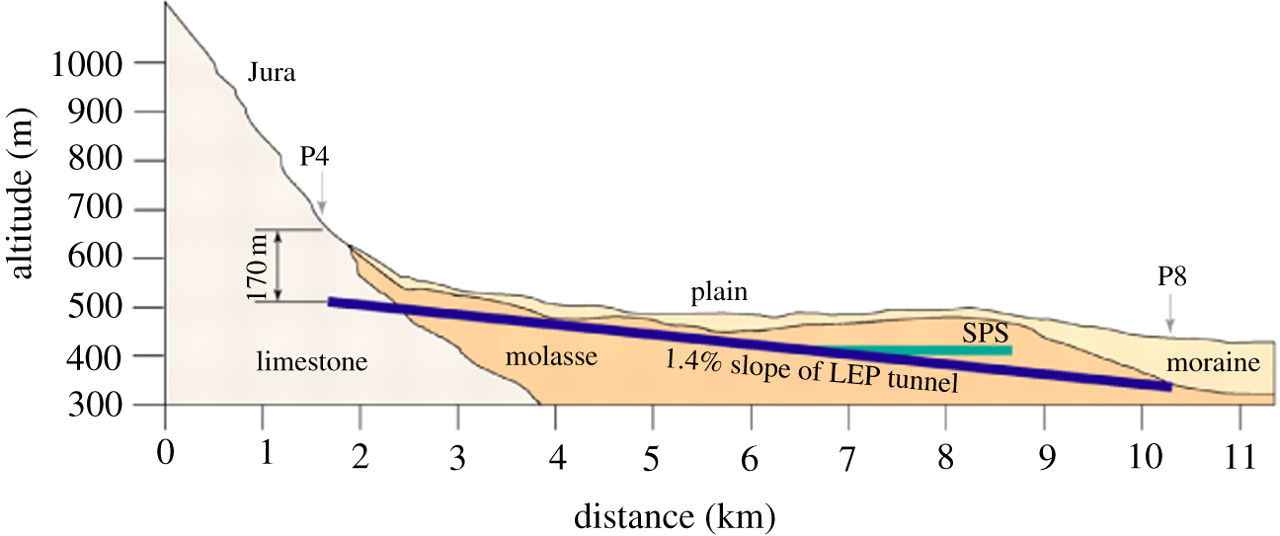 1000
Jura
900
800
P4
700
600
170 m
500
plain
P8
400
SPS
limestone
molasse
1.4% slope of LEP tunnel
moraine
300
altitude (m)
0 1 2 3 4 5 6 7 8 9 10 11
distance (km)